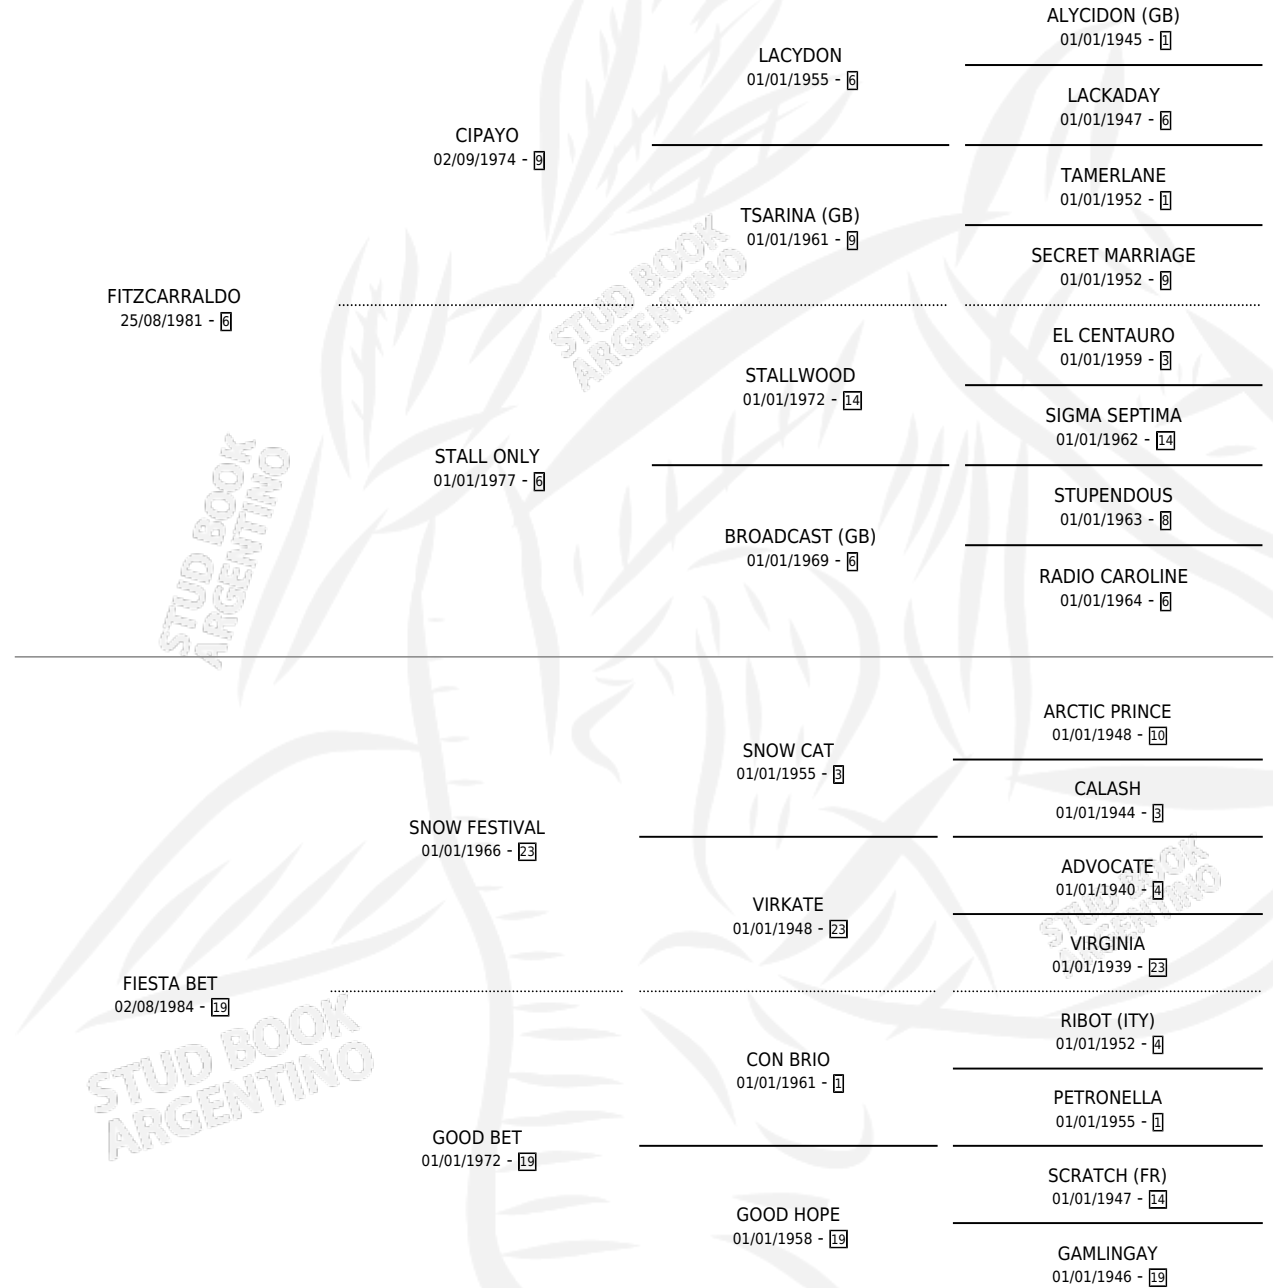 ALYCIDON (GB)
01/01/1945 - 1
LACYDON
01/01/1955 - 6
LACKADAY
01/01/1947 - 6
CIPAYO
02/09/1974 - 9
TAMERLANE
01/01/1952 - 1
TSARINA (GB)
01/01/1961 - 9
SECRET MARRIAGE
01/01/1952 - 9
FITZCARRALDO
25/08/1981 - 6
STUD BOOK
ARGENTINO
EL CENTAURO
01/01/1959 - 3
STALLWOOD
01/01/1972 - 14
SIGMA SEPTIMA
01/01/1962 - 14
STALL ONLY
01/01/1977 - 6
STUD BOOK
ARGENTINO
STUPENDOUS
01/01/1963 - 8
BROADCAST (GB)
01/01/1969 - 6
RADIO CAROLINE
01/01/1964 - 6
ARCTIC PRINCE
01/01/1948 - 10
SNOW CAT
01/01/1955 - 3
CALASH
01/01/1944 - 3
SNOW FESTIVAL
01/01/1966 - 23
ADVOCATE
01/01/1940 - 4
STUD BOOK
ARGENTINO
VIRKATE
01/01/1948 - 23
VIRGINIA
01/01/1939 - 23
FIESTA BET
02/08/1984 - 19
STUD BOOK
ARGENTINO
RIBOT (ITY)
01/01/1952 - 4
CON BRIO
01/01/1961 - 1
PETRONELLA
01/01/1955 - 1
GOOD BET
01/01/1972 - 19
SCRATCH (FR)
01/01/1947 - 14
GOOD HOPE
01/01/1958 - 19
GAMLINGAY
01/01/1946 - 19